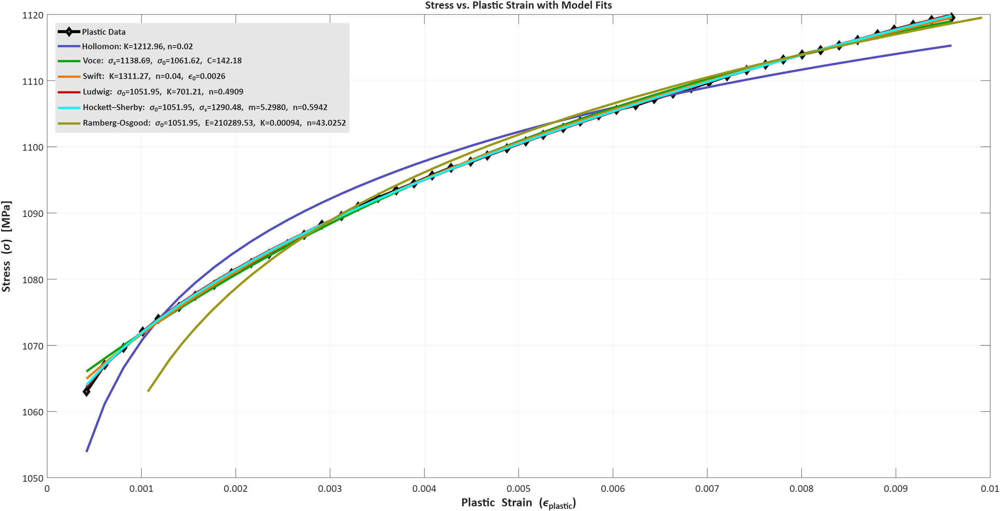 Stress vs. Plastic Strain with Model Fits
Plastic Data
Hollomon: K=1212.96, n=0.02
Voce: σs=1138.69, σ0=1061.62, C=142.18
Swift: K=1311.27, n=0.04, ϵ0=0.0026
Ludwig: σ0=1051.95, K=701.21, n=0.4909
Hockett–Sherby: σ0=1051.95, σs=1290.48, m=5.2980, n=0.5942
Ramberg-Osgood: σ0=1051.95, E=210289.53, K=0.00094, n=43.0252
Stress (σ) [MPa]
1120
1110
1100
1090
1080
1070
1060
1050
0 0.001 0.002 0.003 0.004 0.005 0.006 0.007 0.008 0.009 0.01
Plastic Strain (ϵplastic)